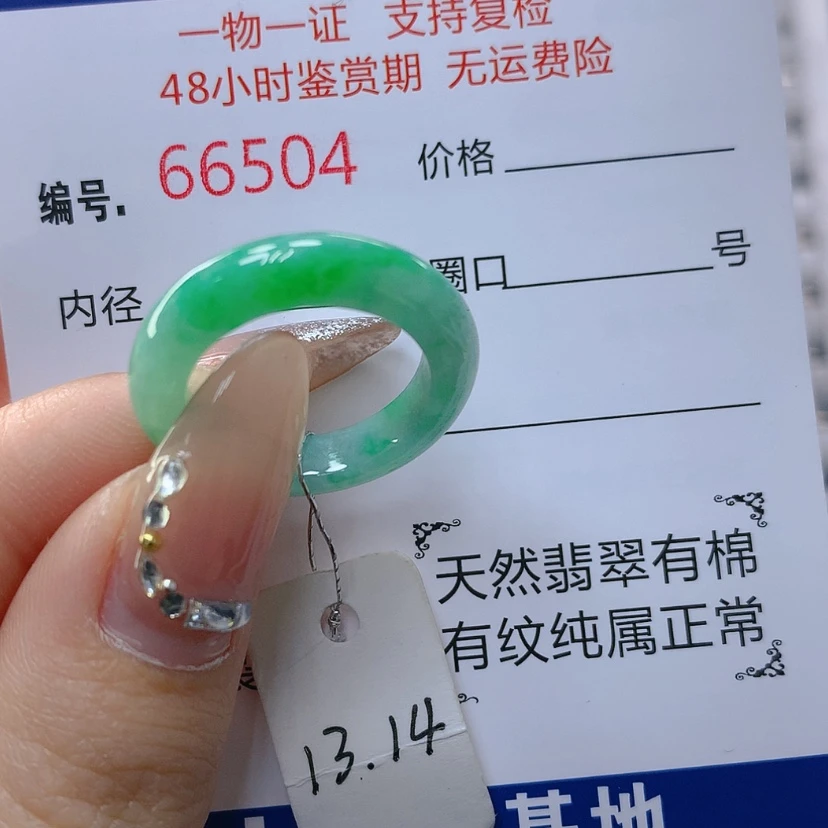 一物一证 支持复检
48小时鉴赏期 无运费险
编号. 66504 价格
内径 圈口 号
天然翡翠有棉
有纹纯属正常
13.14
基地